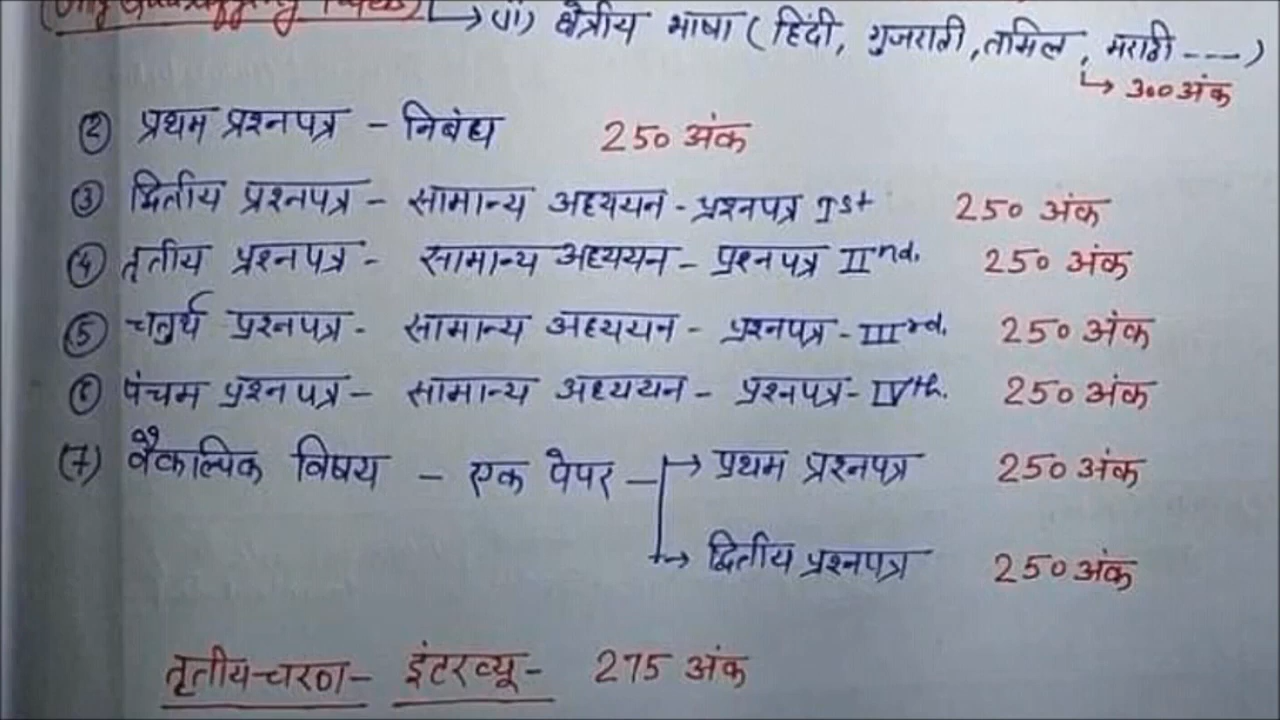 (Only Qualifying Papers) → (ii) क्षेत्रीय भाषा ( हिंदी, गुजराती, तमिल, मराठी ---- )
↳ 300 अंक
② प्रथम प्रश्नपत्र - निबंध 250 अंक
③ द्वितीय प्रश्नपत्र - सामान्य अध्ययन - प्रश्नपत्र Ist 250 अंक
④ तृतीय प्रश्नपत्र - सामान्य अध्ययन - प्रश्नपत्र IInd. 250 अंक
⑤ चतुर्थ प्रश्नपत्र - सामान्य अध्ययन - प्रश्नपत्र - IIIrd. 250 अंक
⑥ पंचम प्रश्नपत्र - सामान्य अध्ययन - प्रश्नपत्र - IVth. 250 अंक
(7) वैकल्पिक विषय - एक पेपर → प्रथम प्रश्नपत्र 250 अंक
→ द्वितीय प्रश्नपत्र 250 अंक
तृतीय-चरण - इंटरव्यू - 275 अंक